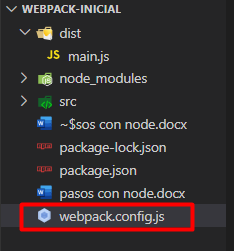 WEBPACK-INICIAL
dist
JS main.js
node_modules
src
~$sos con node.docx
package-lock.json
package.json
pasos con node.docx
webpack.config.js